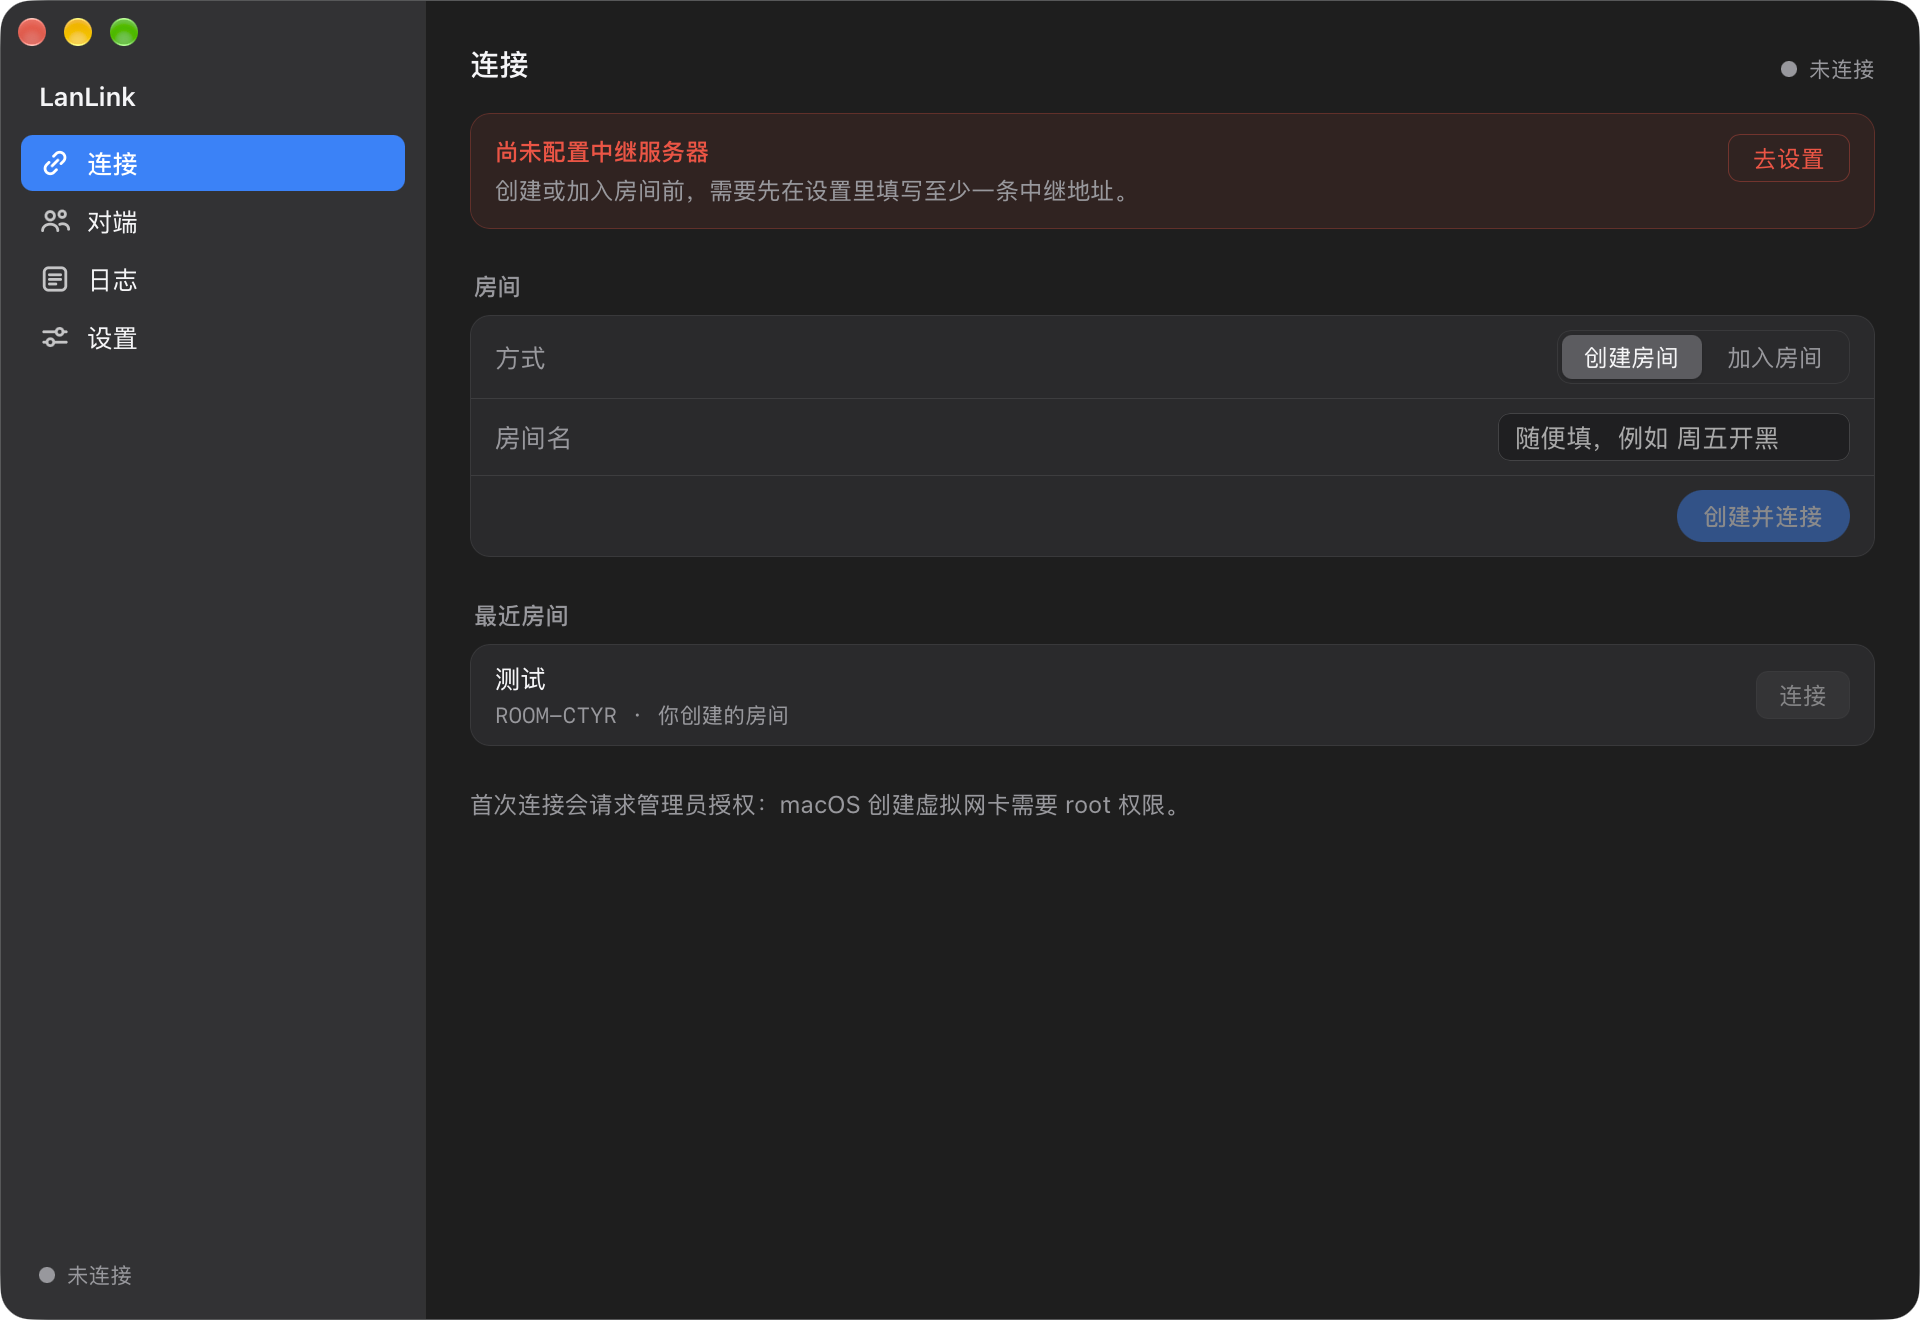 LanLink
连接
对端
日志
设置
未连接
连接
未连接
尚未配置中继服务器
去设置
创建或加入房间前，需要先在设置里填写至少一条中继地址。
房间
方式
创建房间
加入房间
房间名
随便填，例如 周五开黑
创建并连接
最近房间
测试
ROOM-CTYR · 你创建的房间
连接
首次连接会请求管理员授权：macOS 创建虚拟网卡需要 root 权限。